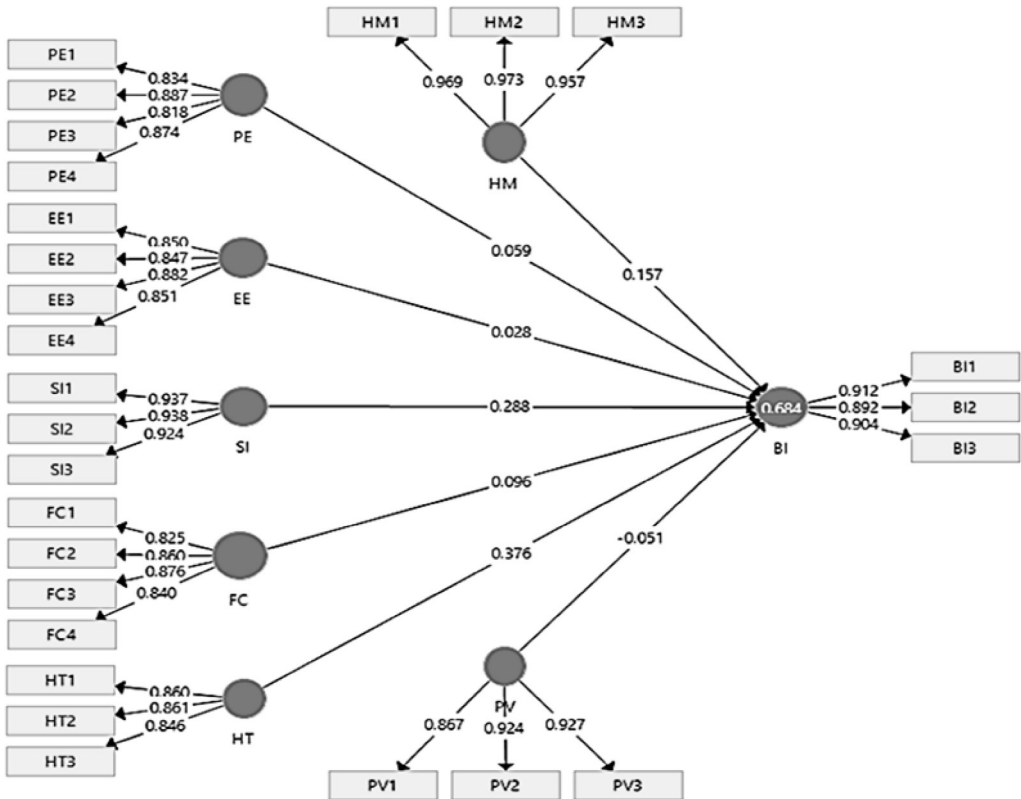 HM1 HM2 HM3
0.969 0.973 0.957
HM
PE1
PE2
PE3
PE4
0.834
0.887
0.818
0.874
PE
EE1
EE2
EE3
EE4
0.850
0.847
0.882
0.851
EE
SI1
SI2
SI3
0.937
0.938
0.924
SI
FC1
FC2
FC3
FC4
0.825
0.860
0.876
0.840
FC
HT1
HT2
HT3
0.860
0.861
0.846
HT
0.059
0.157
0.028
0.288
0.096
0.376
-0.051
0.684
BI
0.912
0.892
0.904
BI1
BI2
BI3
PV
0.867 0.924 0.927
PV1 PV2 PV3